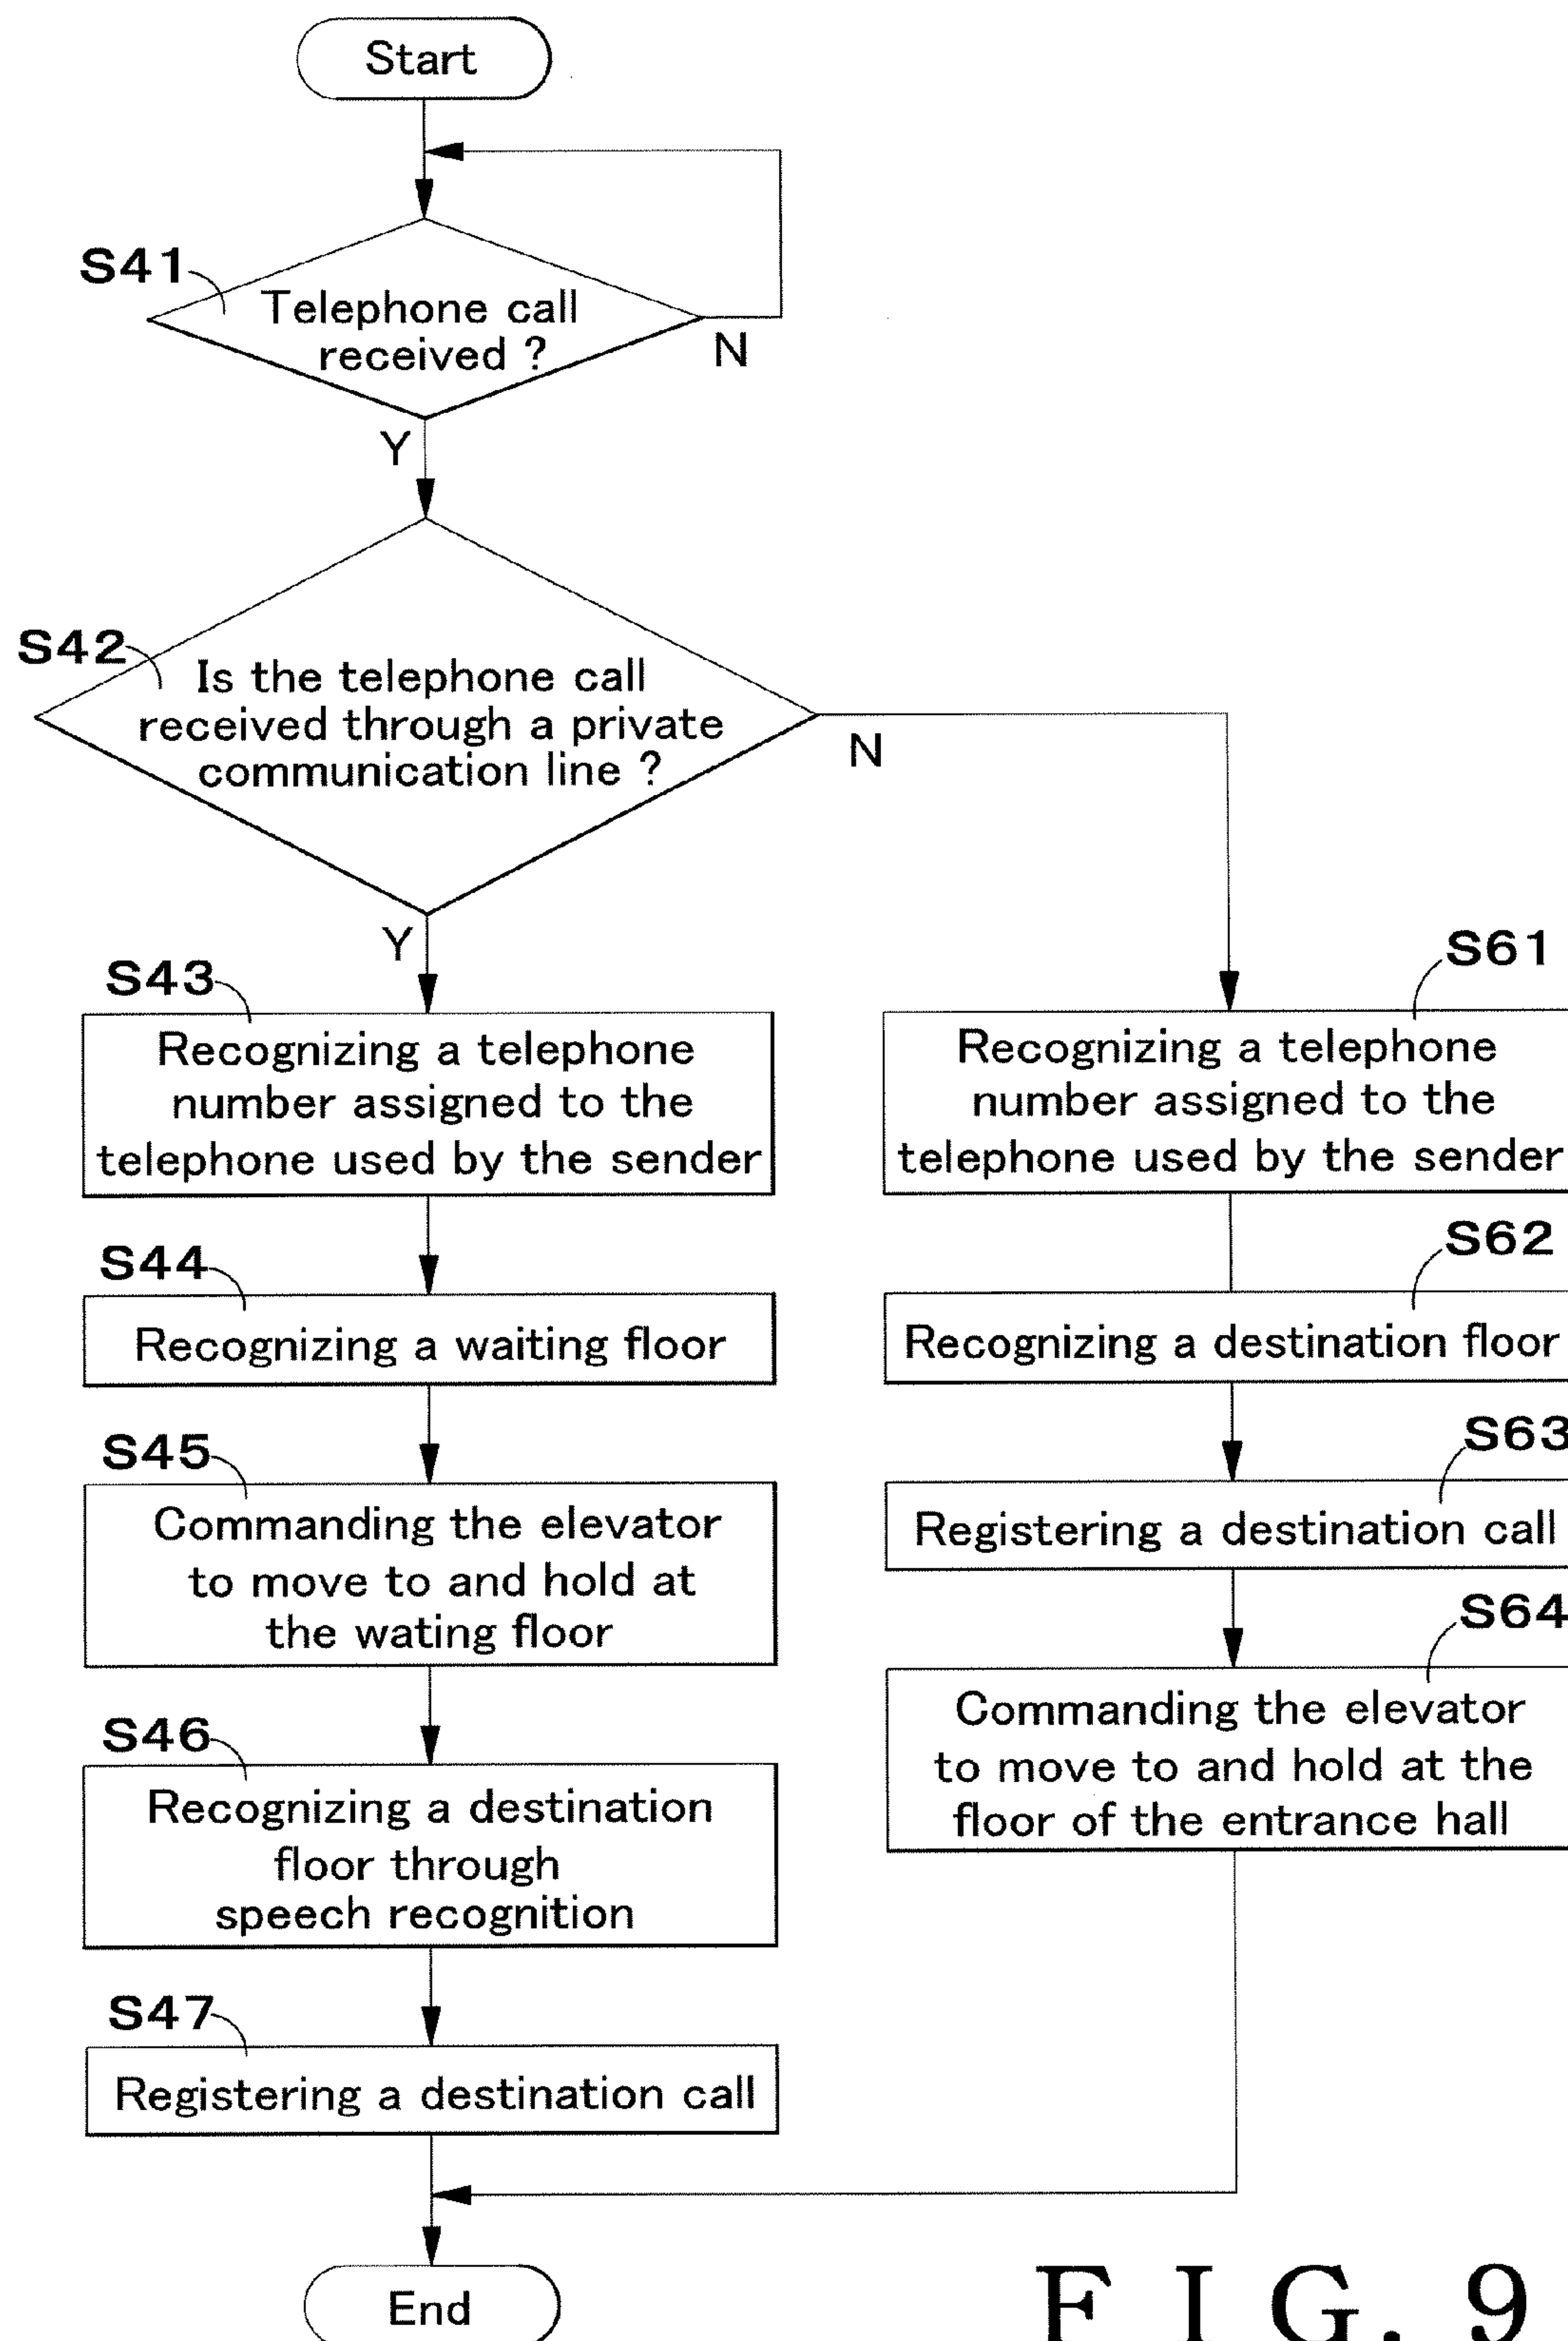 Start
S41
Telephone call
received ?
N
Y
S42
Is the telephone call
received through a private
communication line ?
N
Y
S43
Recognizing a telephone
number assigned to the
telephone used by the sender
S44
Recognizing a waiting floor
S45
Commanding the elevator
to move to and hold at
the wating floor
S46
Recognizing a destination
floor through
speech recognition
S47
Registering a destination call
S61
Recognizing a telephone
number assigned to the
telephone used by the sender
S62
Recognizing a destination floor
S63
Registering a destination call
S64
Commanding the elevator
to move to and hold at the
floor of the entrance hall
End
FIG. 9